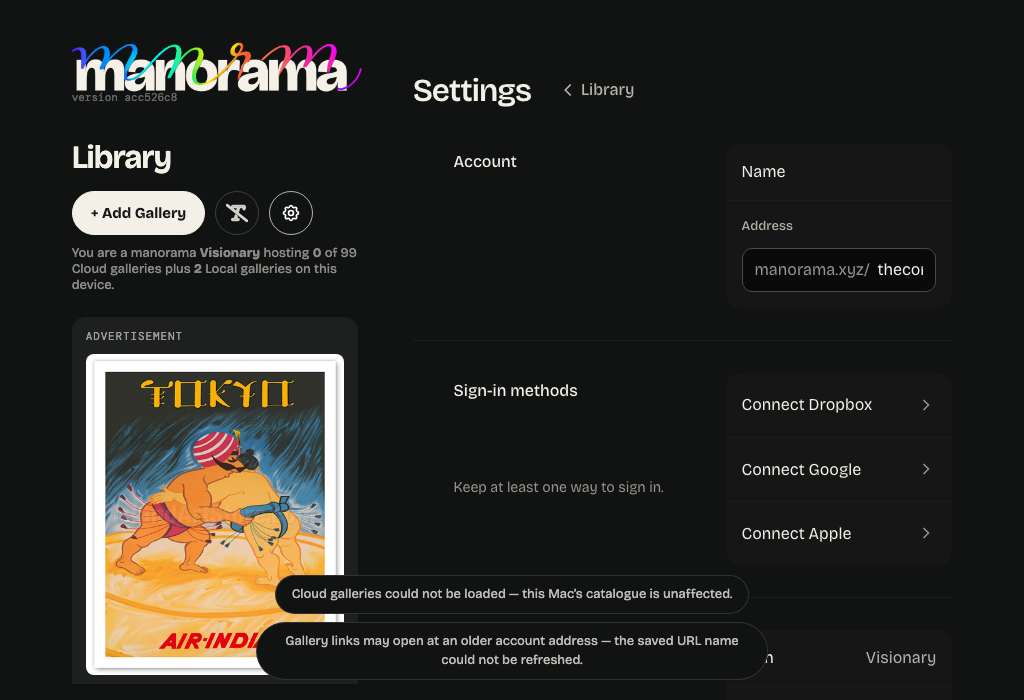 manorama
version acc526c8
Settings
Library
Library
+ Add Gallery
You are a manorama Visionary hosting 0 of 99
Cloud galleries plus 2 Local galleries on this
device.
ADVERTISEMENT
TOKYO
AIR-INDI
Account
Name
Address
manorama.xyz/ theco
Sign-in methods
Keep at least one way to sign in.
Connect Dropbox
Connect Google
Connect Apple
Cloud galleries could not be loaded — this Mac's catalogue is unaffected.
Gallery links may open at an older account address — the saved URL name
could not be refreshed.
Visionary